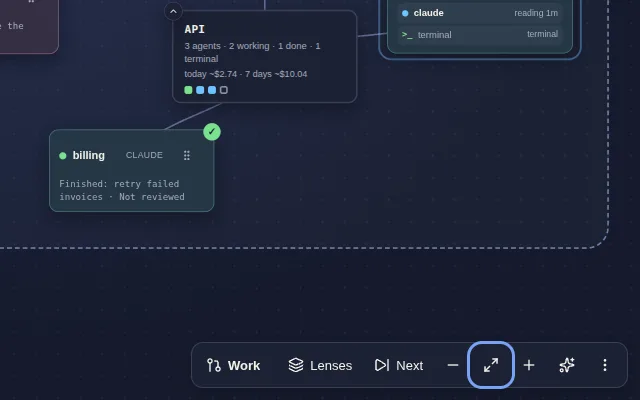 e the
API
3 agents · 2 working · 1 done · 1
terminal
today ~$2.74 · 7 days ~$10.04
claude reading 1m
>_ terminal terminal
billing CLAUDE
Finished: retry failed
invoices · Not reviewed
Work Lenses Next